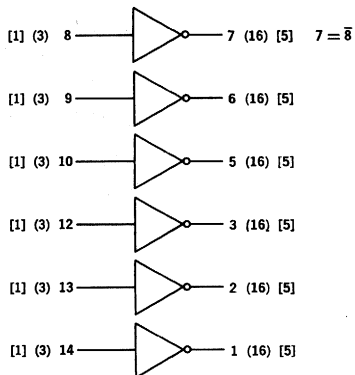 [1] (3) 8 7 (16) [5] 7 = 8̅
[1] (3) 9 6 (16) [5]
[1] (3) 10 5 (16) [5]
[1] (3) 12 3 (16) [5]
[1] (3) 13 2 (16) [5]
[1] (3) 14 1 (16) [5]